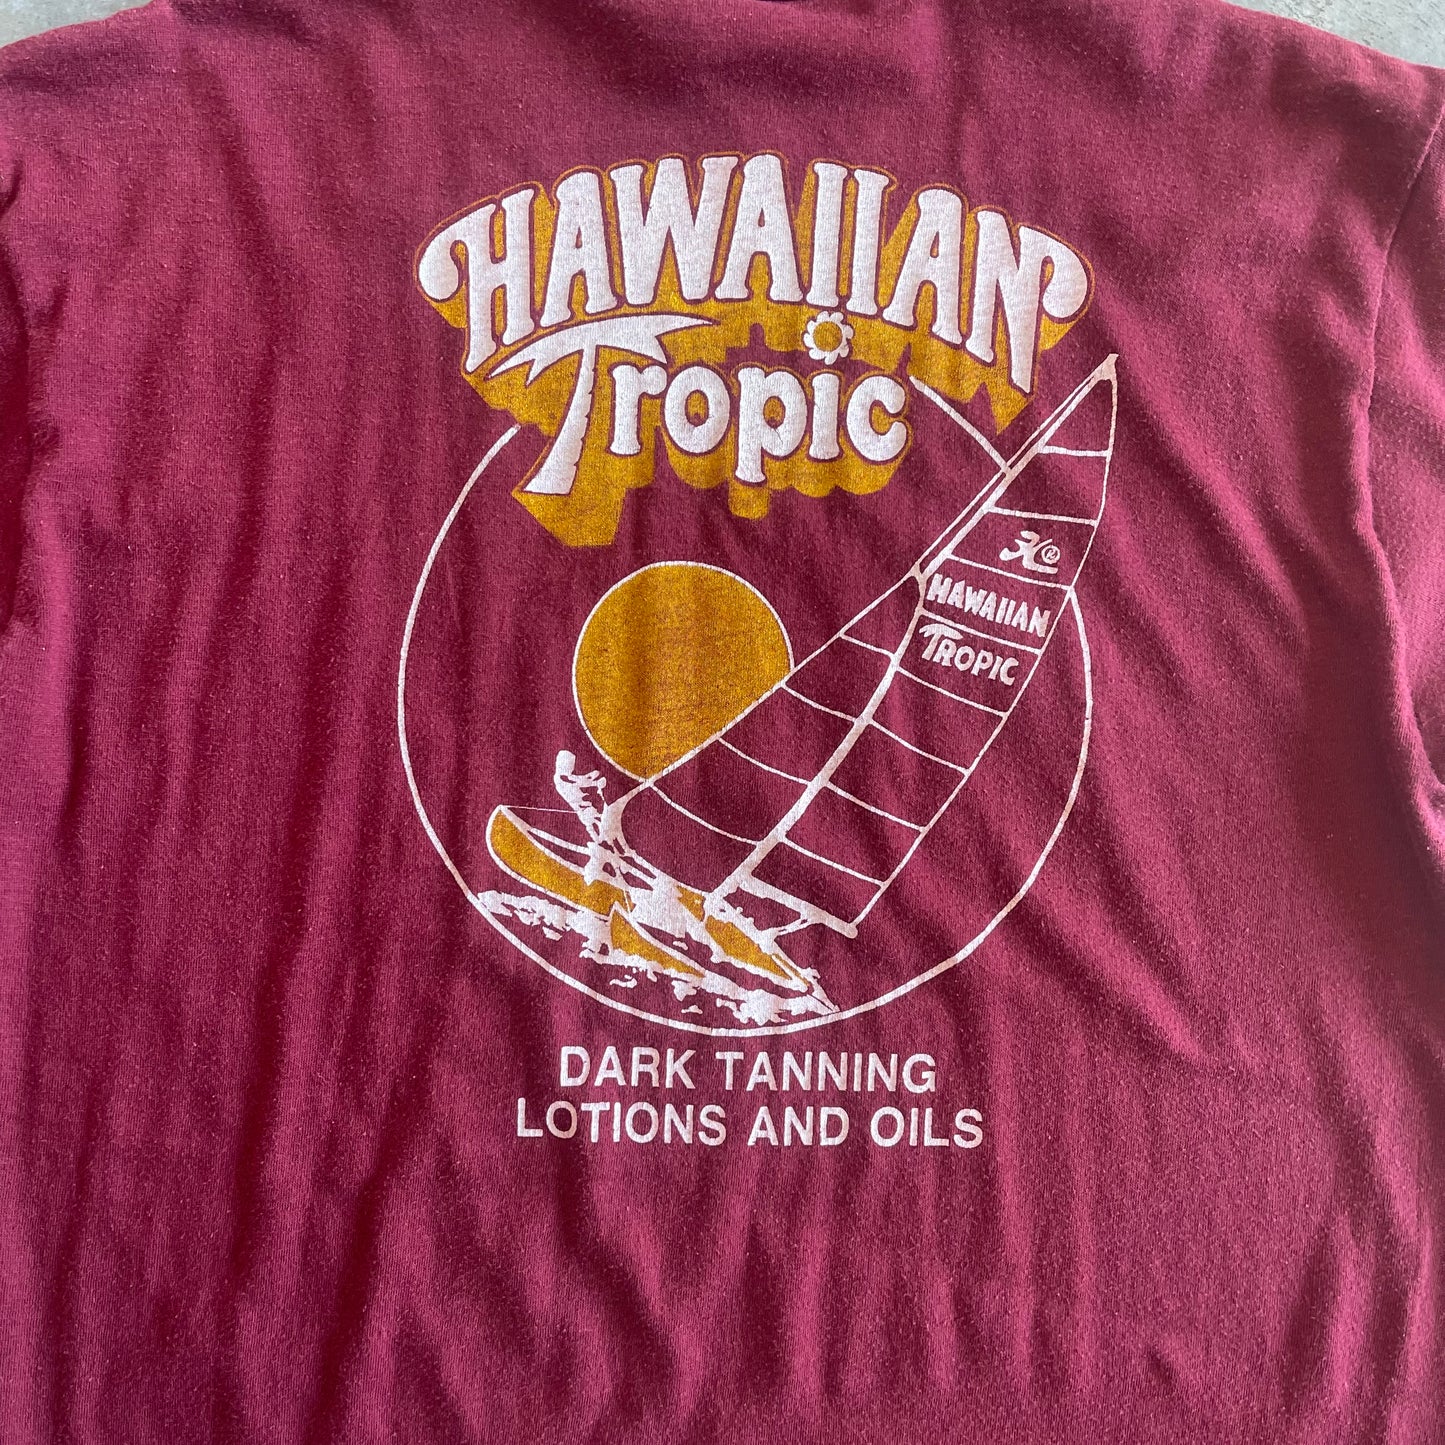 HAWAIIAN
Tropic
®
HAWAIIAN
TROPIC
DARK TANNING
LOTIONS AND OILS